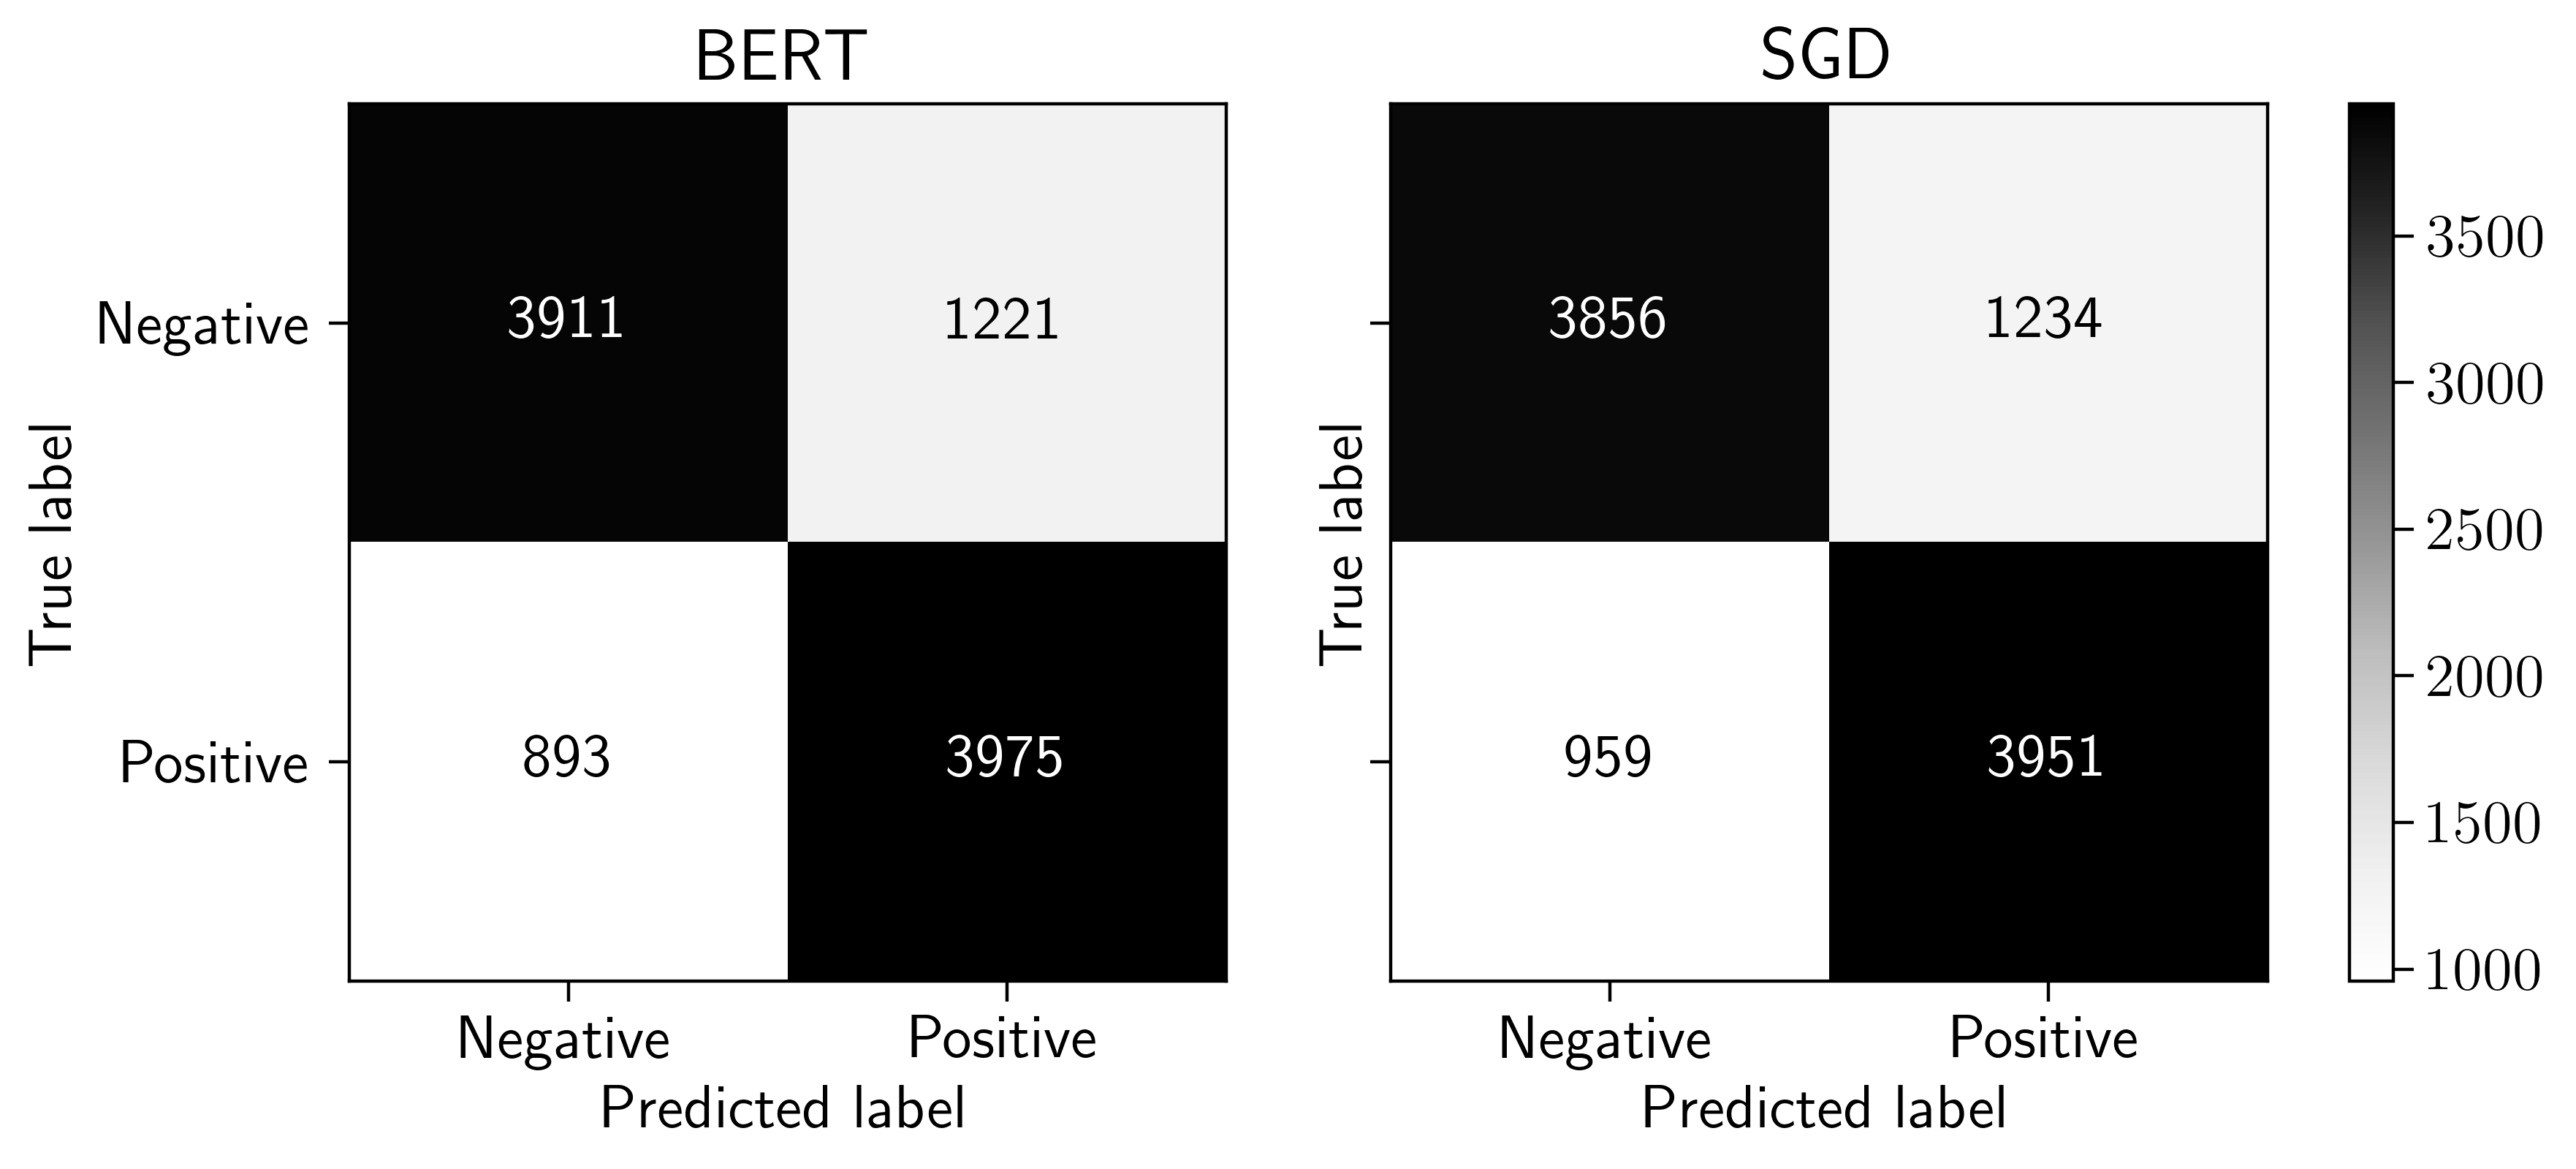 BERT
SGD
True label
Negative
Positive
3911
1221
893
3975
Negative
Positive
Predicted label
True label
3856
1234
959
3951
Negative
Positive
Predicted label
3500
3000
2500
2000
1500
1000